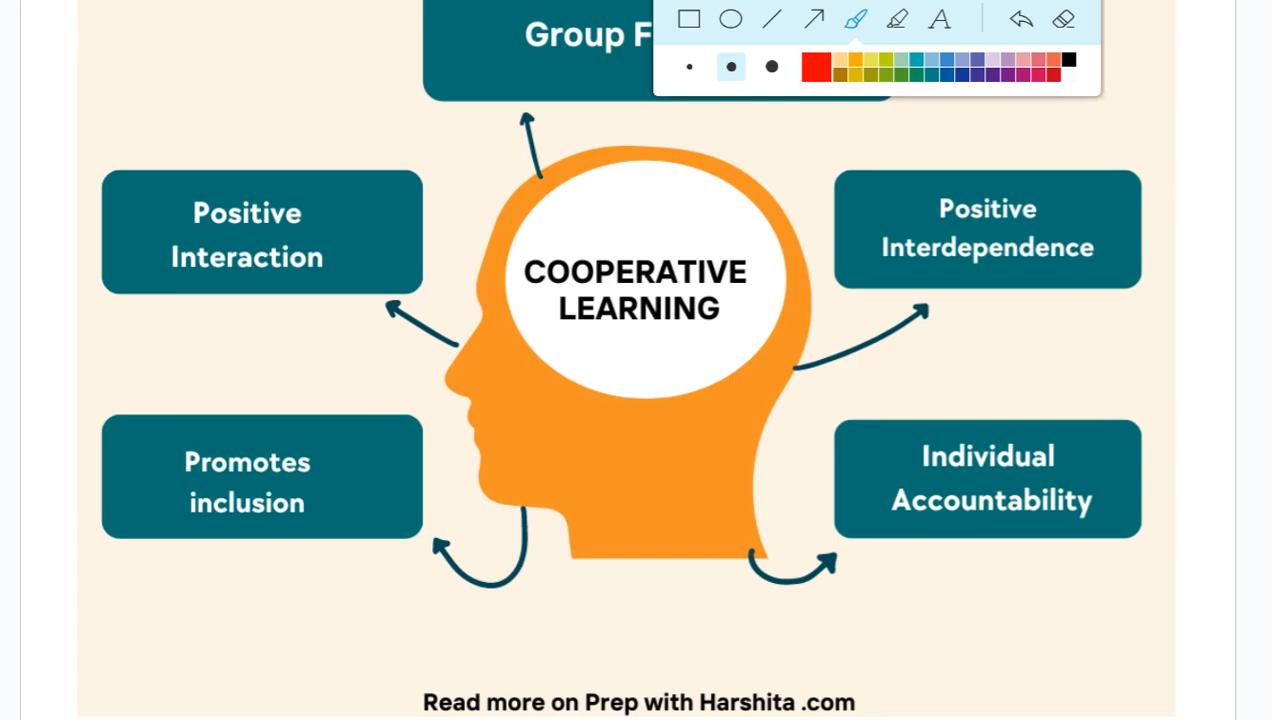 Group
Positive
Interaction
Positive
Interdependence
COOPERATIVE
LEARNING
Promotes
inclusion
Individual
Accountability
Read more on Prep with Harshita .com